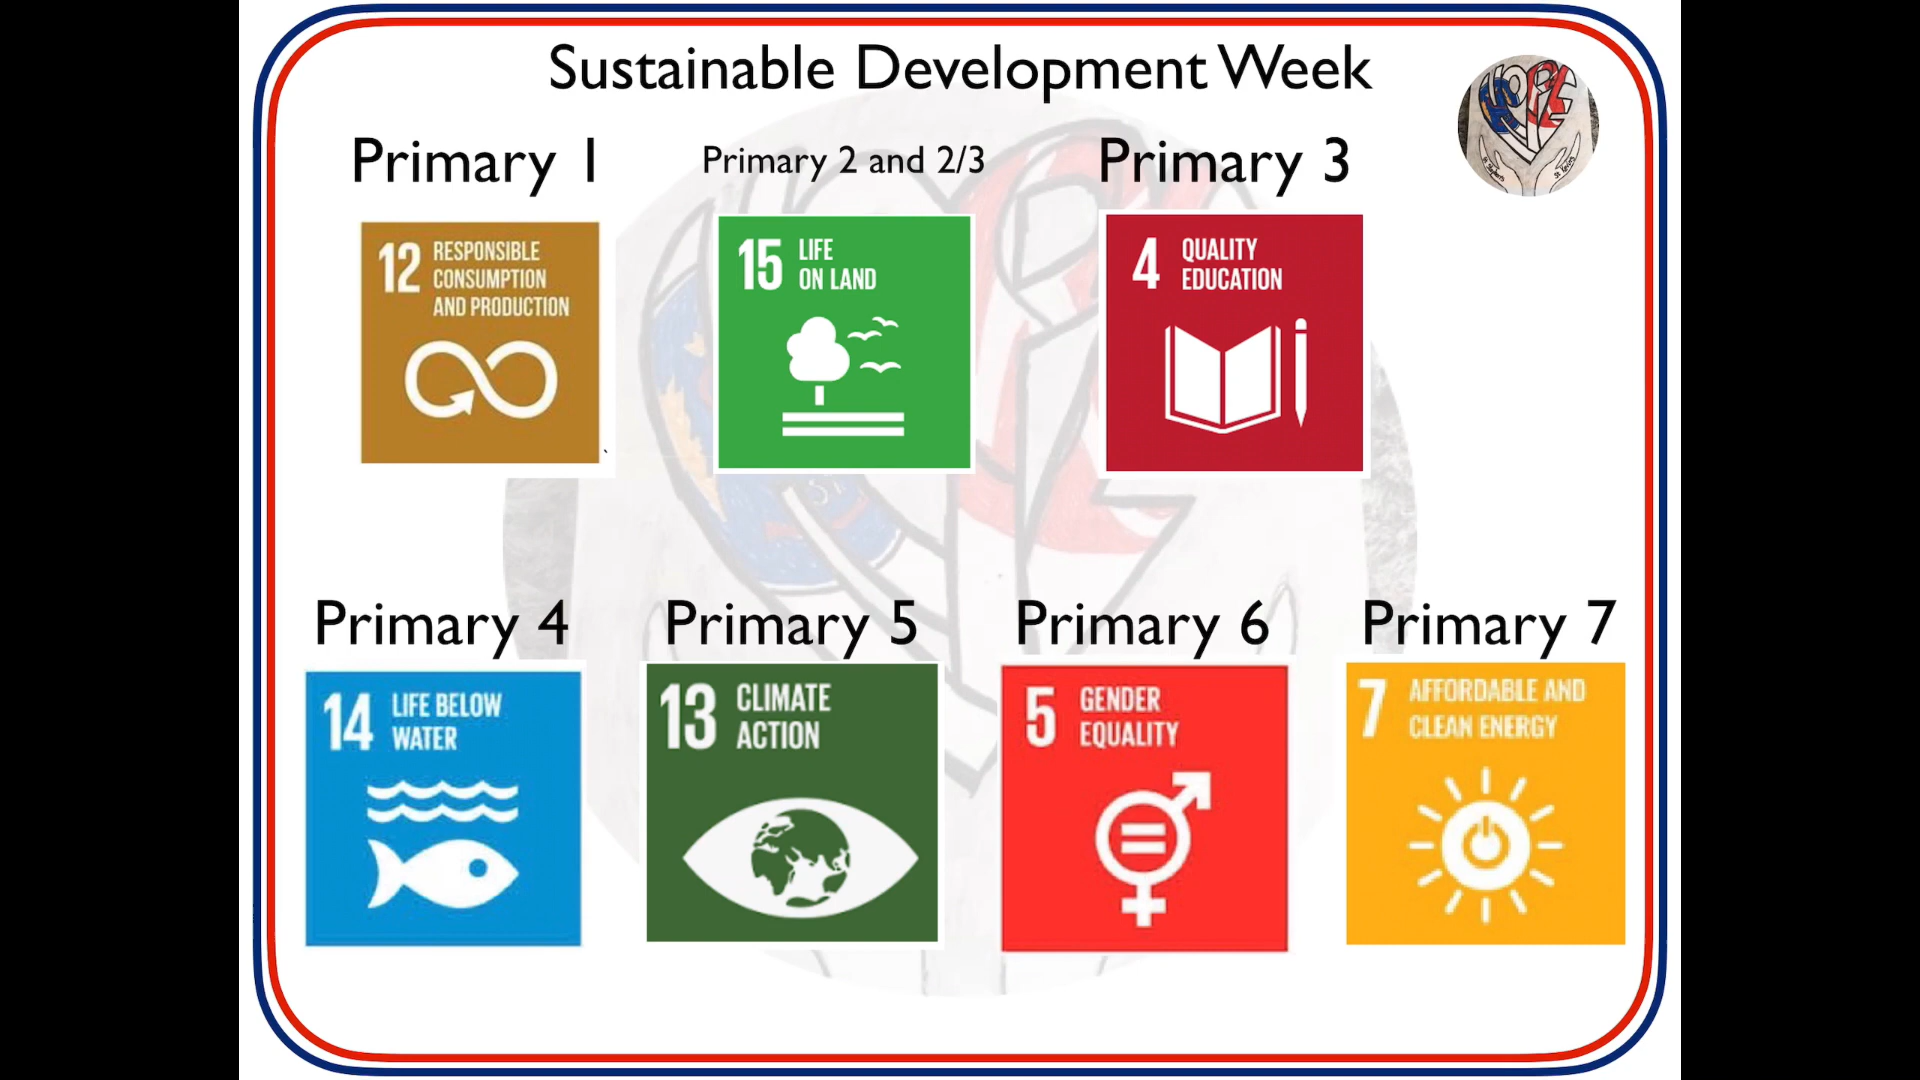 Sustainable Development Week
Primary 1
Primary 2 and 2/3
Primary 3
12 RESPONSIBLE
CONSUMPTION
AND PRODUCTION
15 LIFE
ON LAND
4 QUALITY
EDUCATION
Primary 4
Primary 5
Primary 6
Primary 7
14 LIFE BELOW
WATER
13 CLIMATE
ACTION
5 GENDER
EQUALITY
7 AFFORDABLE AND
CLEAN ENERGY
HOPE